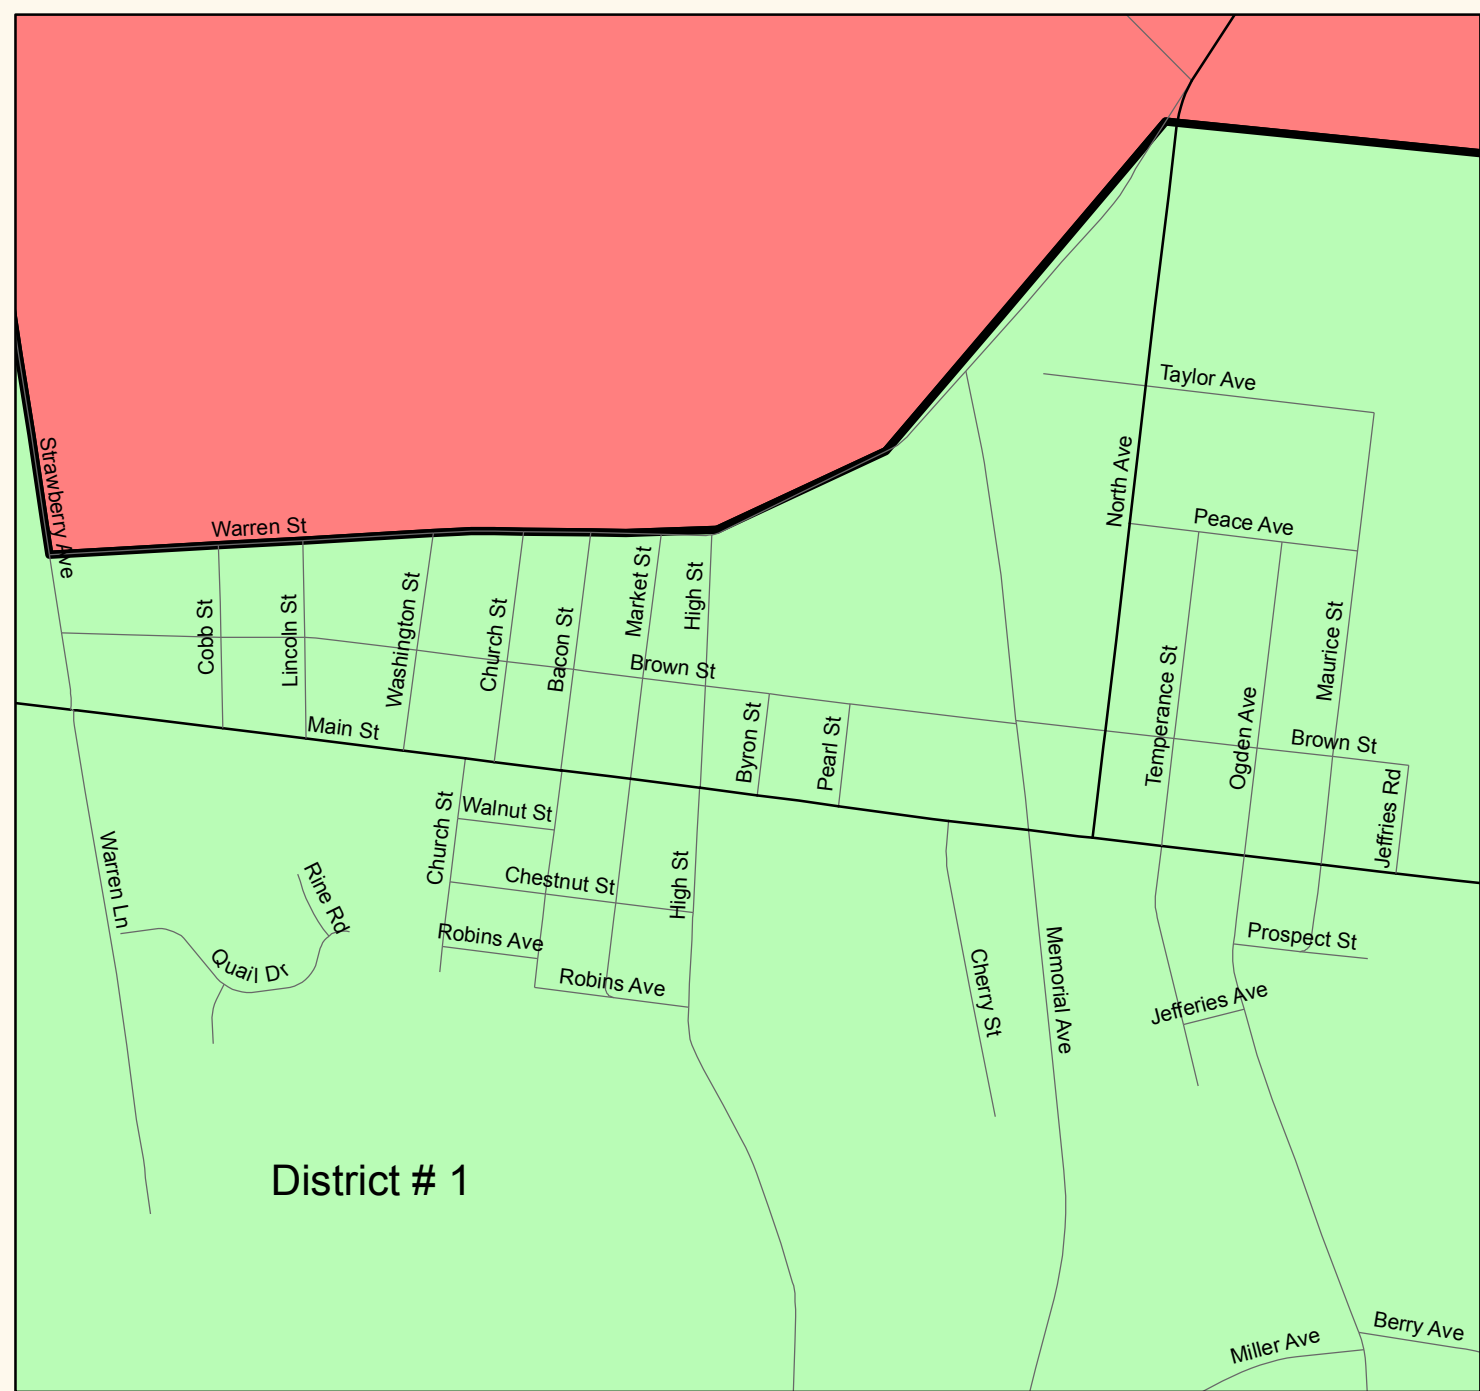 Taylor Ave
North Ave
Peace Ave
Strawberry Ave
Warren St
Cobb St
Lincoln St
Washington St
Church St
Bacon St
Market St
High St
Brown St
Maurice St
Temperance St
Ogden Ave
Main St
Byron St
Pearl St
Brown St
Jeffries Rd
Walnut St
Church St
Warren Ln
Rine Rd
Chestnut St
High St
Robins Ave
Quail Dr
Robins Ave
Cherry St
Memorial Ave
Prospect St
Jefferies Ave
District # 1
Berry Ave
Miller Ave